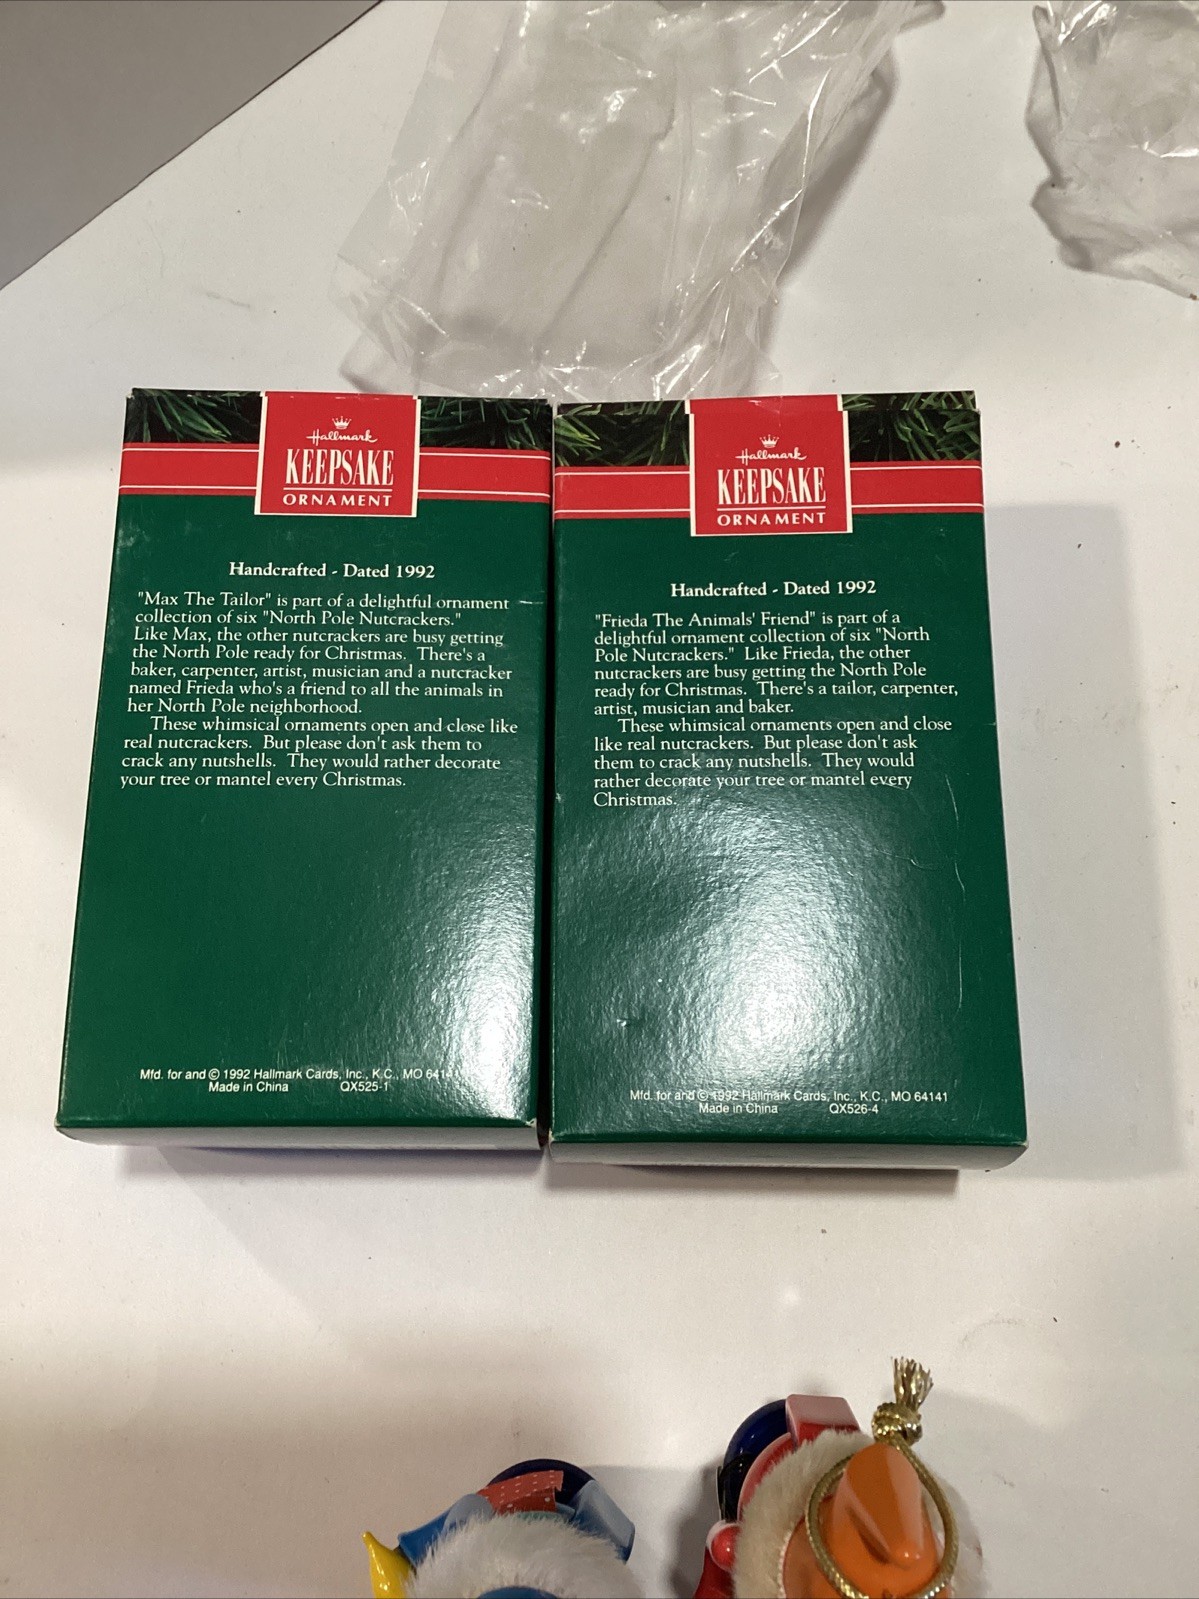 Hallmark
KEEPSAKE
ORNAMENT
Handcrafted - Dated 1992
"Max The Tailor" is part of a delightful ornament
collection of six "North Pole Nutcrackers."
Like Max, the other nutcrackers are busy getting
the North Pole ready for Christmas. There's a
baker, carpenter, artist, musician and a nutcracker
named Frieda who's a friend to all the animals in
her North Pole neighborhood.
These whimsical ornaments open and close like
real nutcrackers. But please don't ask them to
crack any nutshells. They would rather decorate
your tree or mantel every Christmas.
Mfd. for and © 1992 Hallmark Cards, Inc., K.C., MO 64141
Made in China QX525-1
Hallmark
KEEPSAKE
ORNAMENT
Handcrafted - Dated 1992
"Frieda The Animals' Friend" is part of a
delightful ornament collection of six "North
Pole Nutcrackers." Like Frieda, the other
nutcrackers are busy getting the North Pole
ready for Christmas. There's a tailor, carpenter,
artist, musician and baker.
These whimsical ornaments open and close
like real nutcrackers. But please don't ask
them to crack any nutshells. They would
rather decorate your tree or mantel every
Christmas.
Mfd. for and © 1992 Hallmark Cards, Inc., K.C., MO 64141
Made in China QX526-4